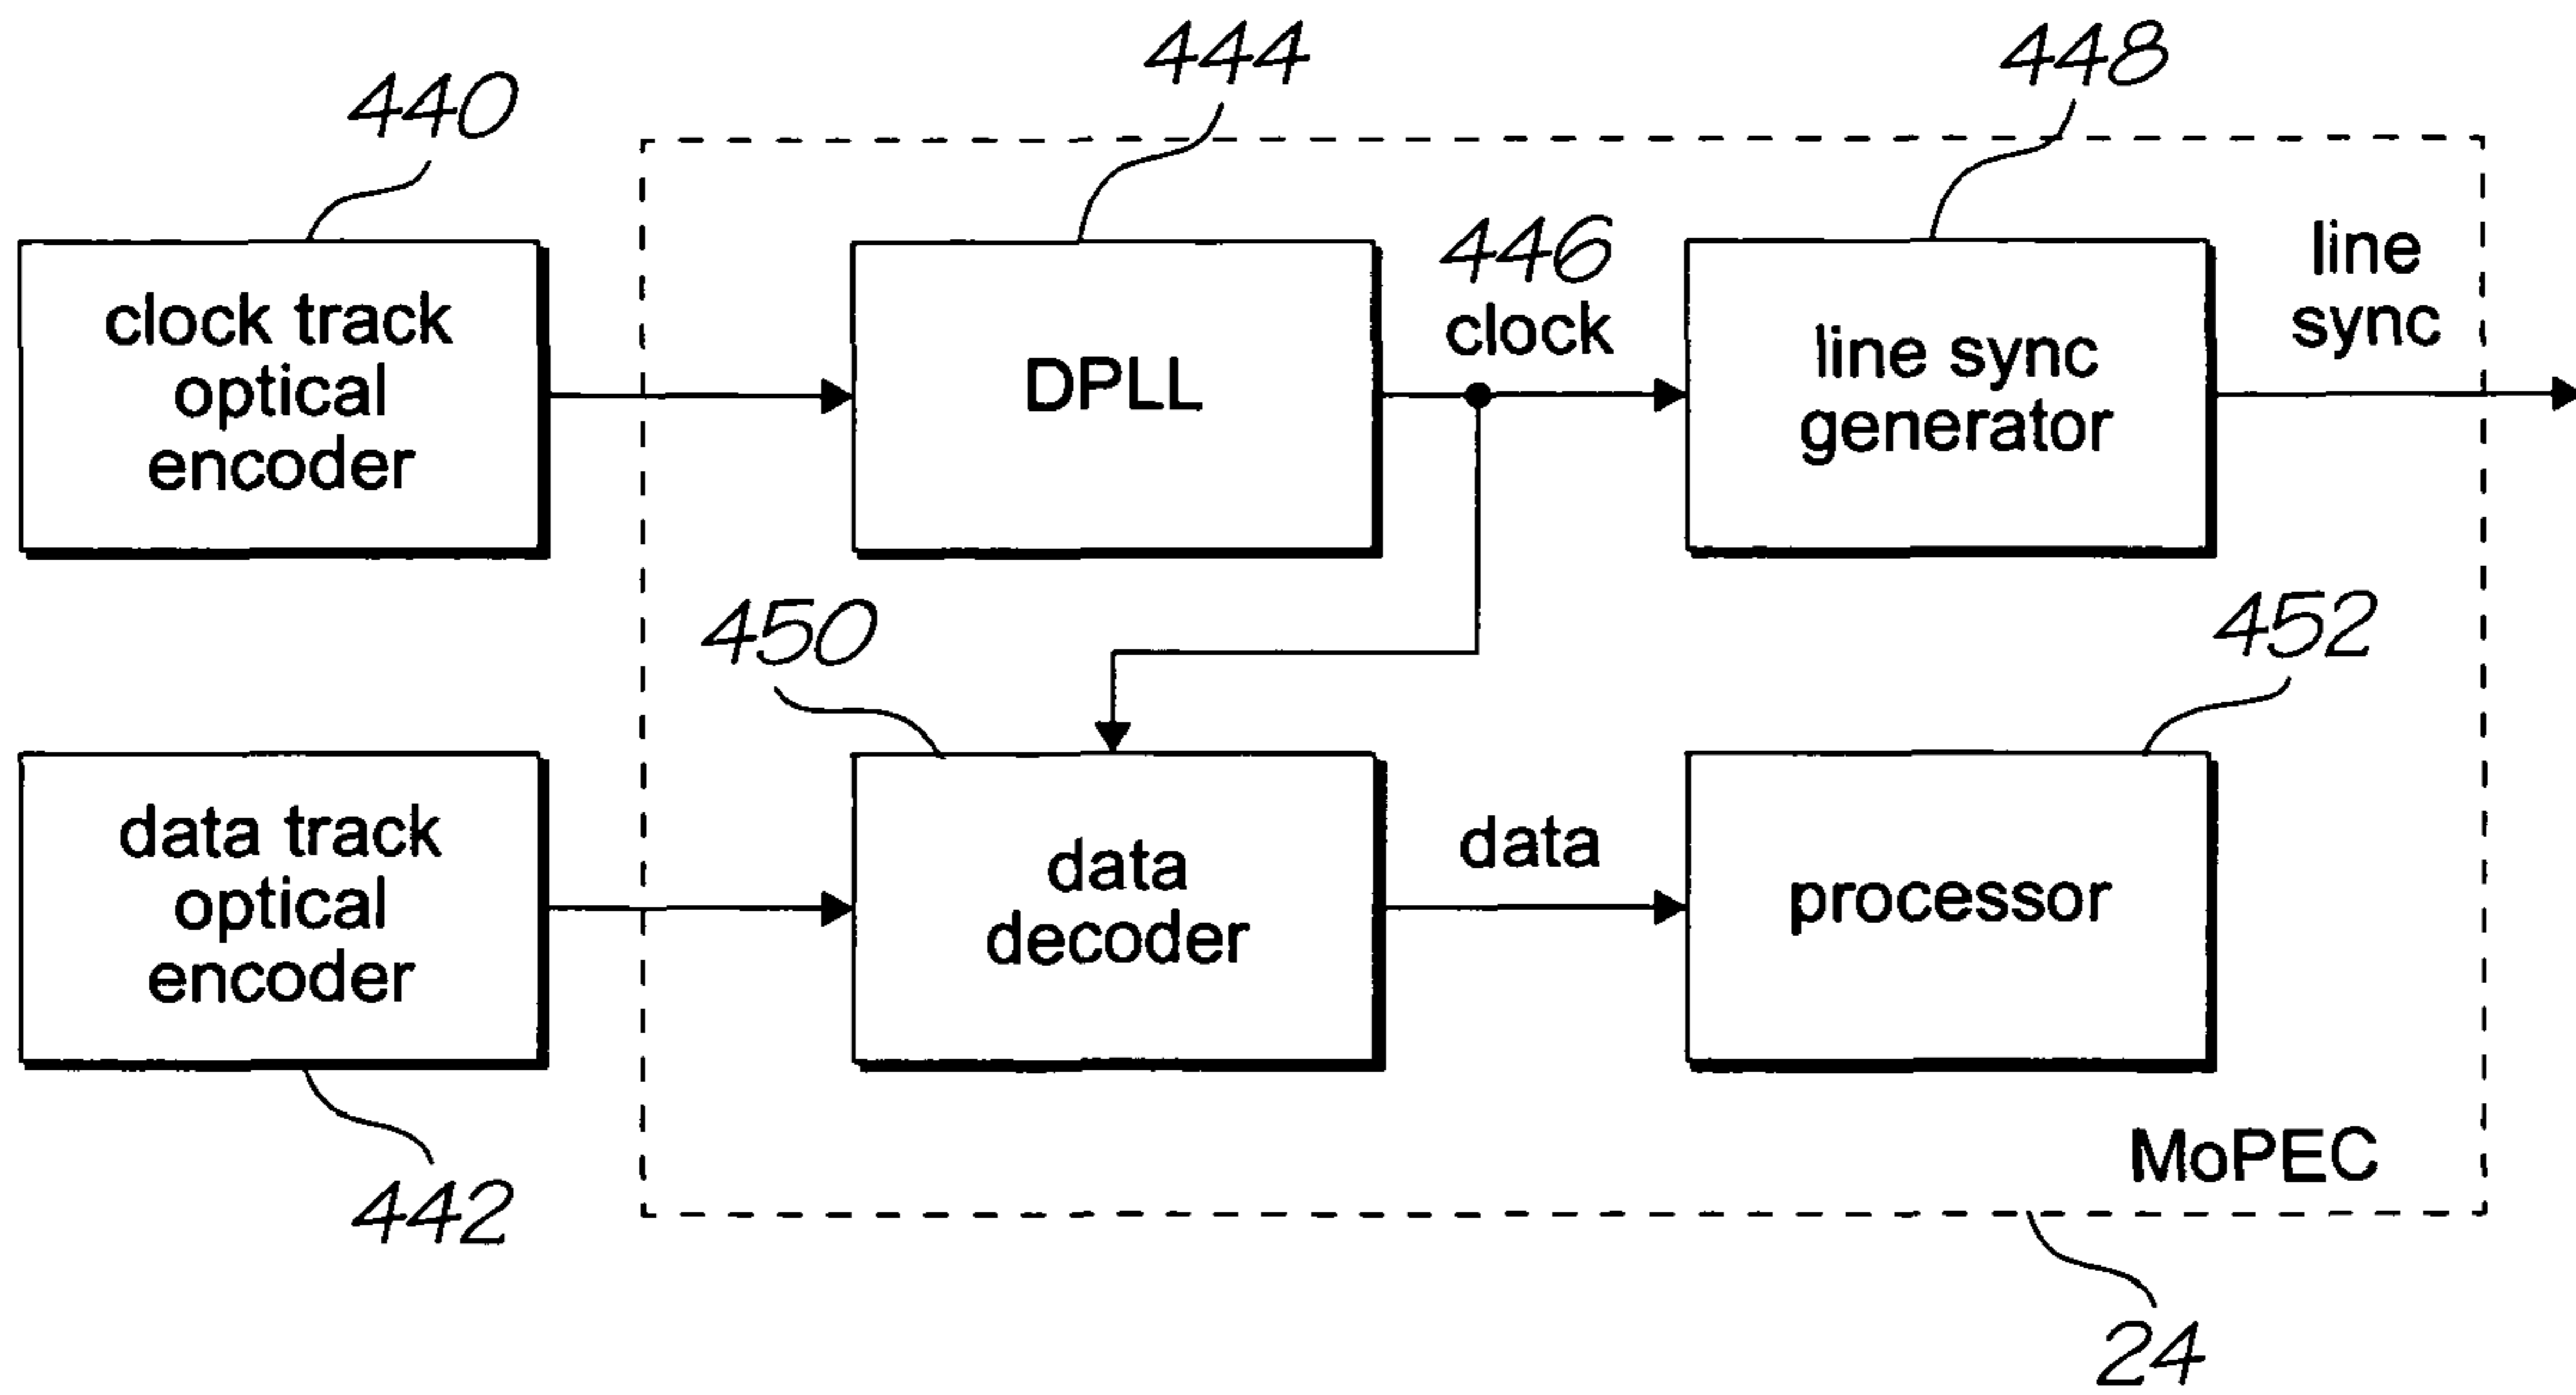 440
444
448
clock track
optical
encoder
DPLL
446
clock
line sync
generator
line
sync
450
452
data track
optical
encoder
data
decoder
data
processor
MoPEC
442
24